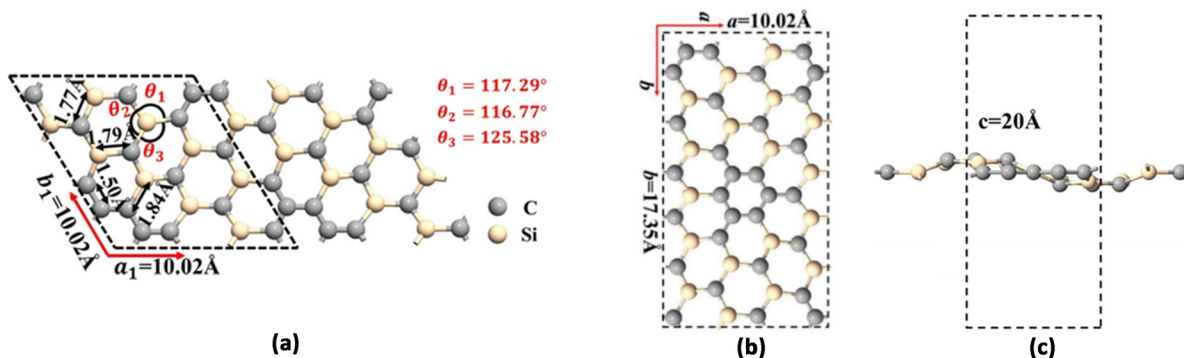 1.77Å
θ₁
θ₂
1.79Å
θ₃
1.50Å
1.84Å
b₁=10.02Å
a₁=10.02Å
θ₁ = 117.29°
θ₂ = 116.77°
θ₃ = 125.58°
C
Si
(a)
a
a=10.02Å
b
b=17.35Å
(b)
c=20Å
(c)